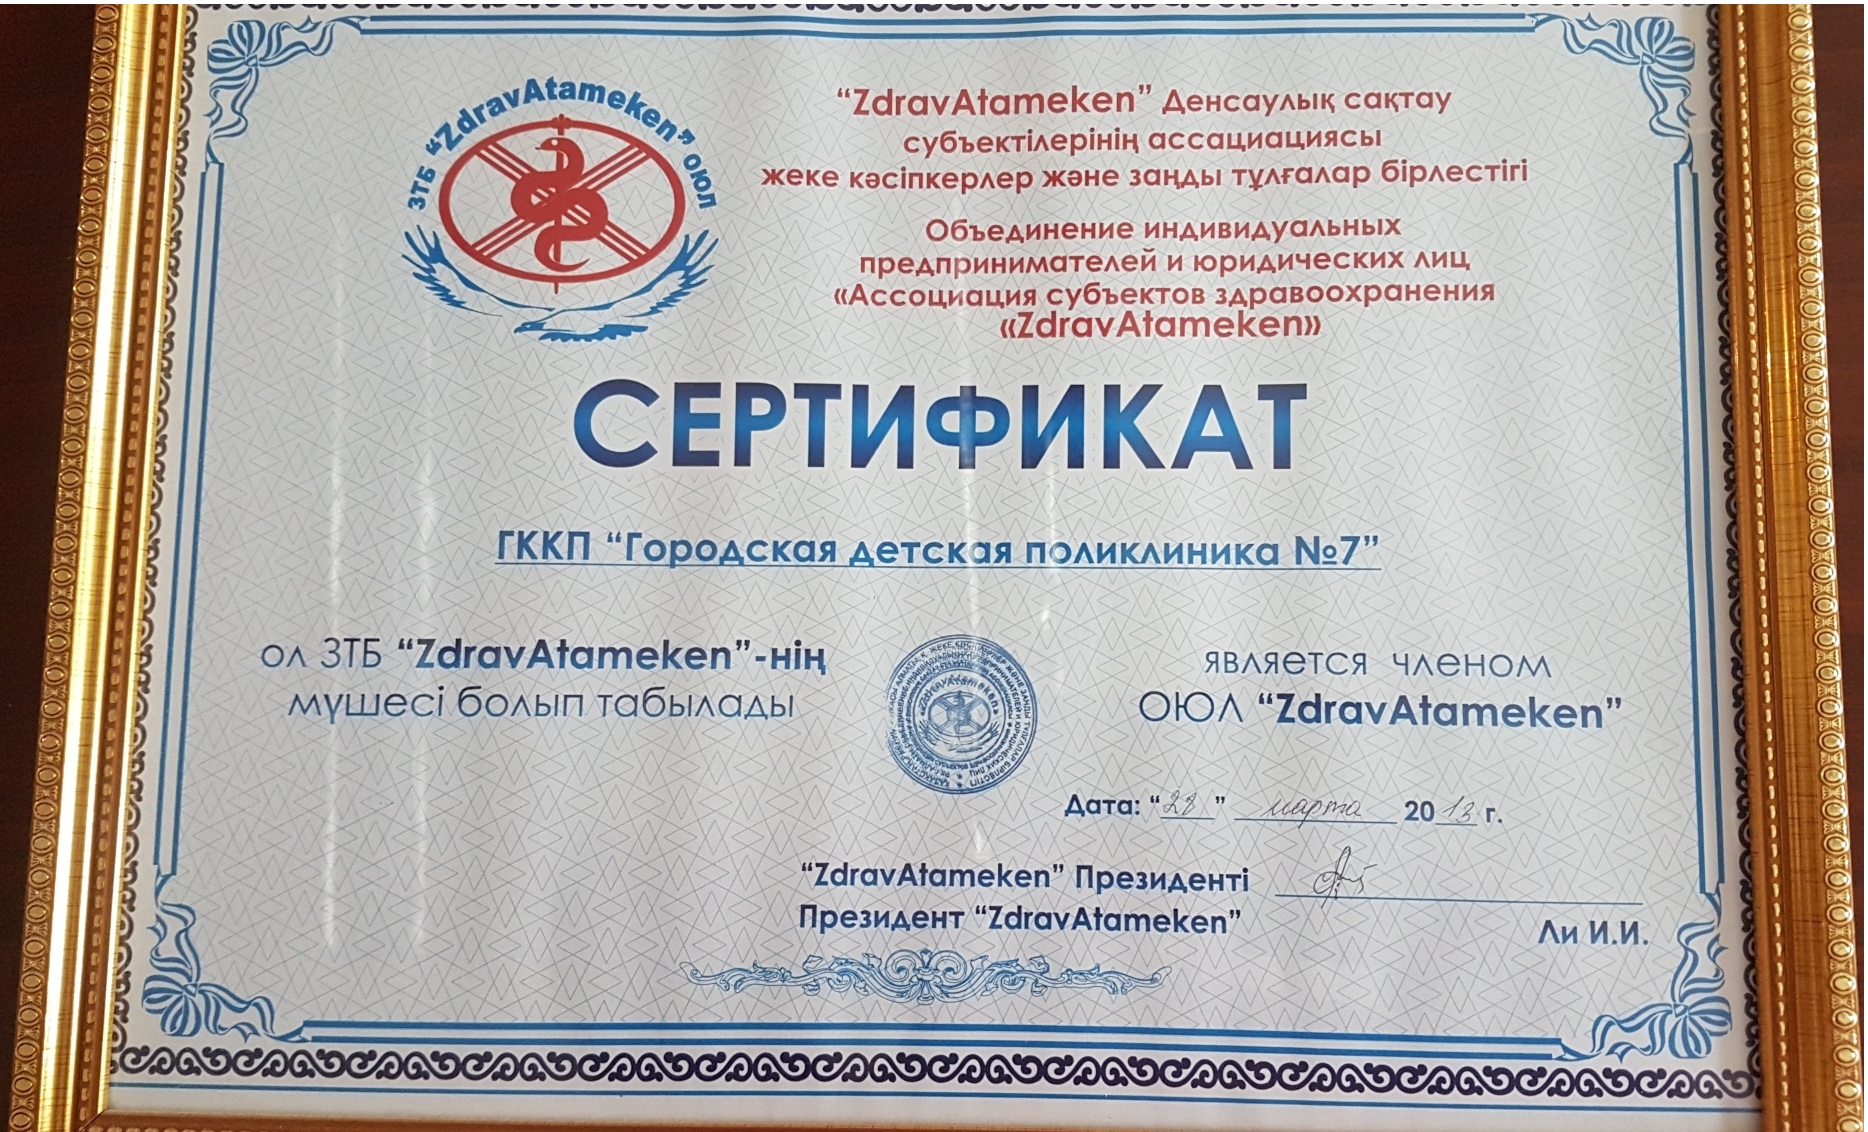 ЗТБ "ZdravAtameken" ОЮЛ
"ZdravAtameken" Денсаулық сақтау
субъектілерінің ассациациясы
жеке кәсіпкерлер және заңды тұлғалар бірлестігі
Объединение индивидуальных
предпринимателей и юридических лиц
«Ассоциация субъектов здравоохранения
«ZdravAtameken»
СЕРТИФИКАТ
ГККП "Городская детская поликлиника №7"
ол ЗТБ "ZdravAtameken"-нің
мүшесі болып табылады
является членом
ОЮЛ "ZdravAtameken"
«ZdravAtameken»
Дата: "28" марта 2013 г.
"ZdravAtameken" Президенті
Президент "ZdravAtameken"
Ли И.И.